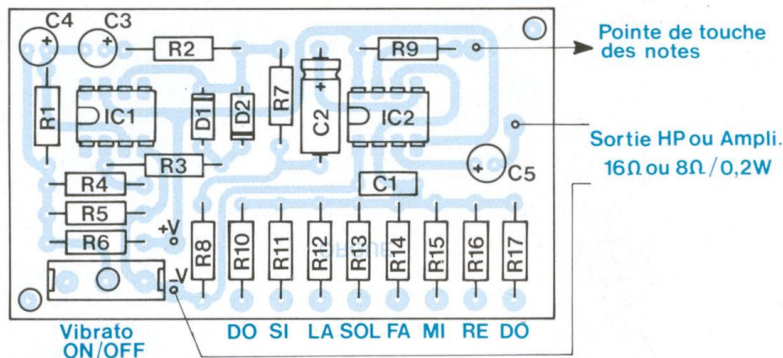 C4 C3
R2
R9
Pointe de touche
des notes
R1
IC1
D1
D2
R7
C2
IC2
Sortie HP ou Ampli.
16Ω ou 8Ω/0,2W
R3
C5
R4
C1
R5
R6
+V
-V
R8
R10
R11
R12
R13
R14
R15
R16
R17
Vibrato
ON/OFF
DO SI LA SOL FA MI RE DO